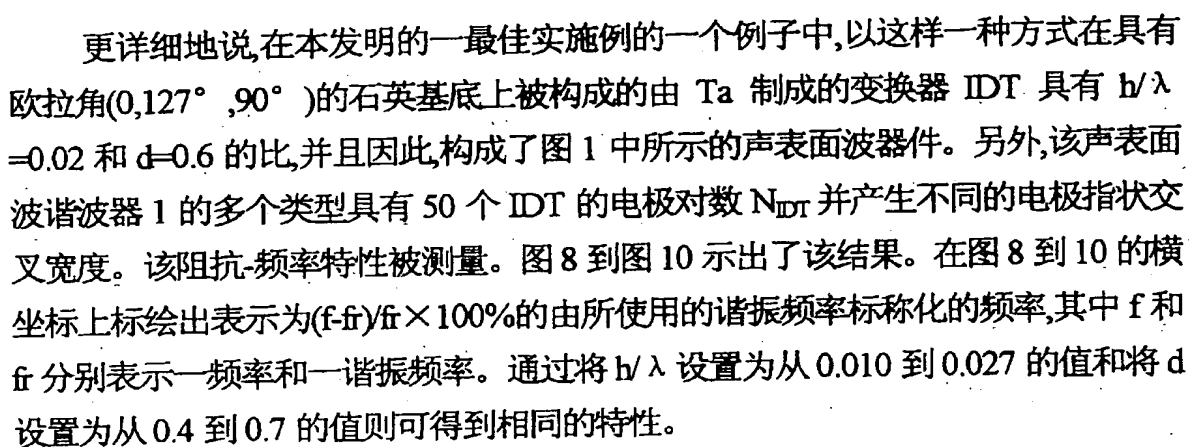 更详细地说,在本发明的一最佳实施例的一个例子中,以这样一种方式在具有
欧拉角(0,127°,90°)的石英基底上被构成的由 Ta 制成的变换器 IDT 具有 h/λ
=0.02 和 d=0.6 的比,并且因此,构成了图 1 中所示的声表面波器件。另外,该声表面
波谐波器 1 的多个类型具有 50 个 IDT 的电极对数 NIDT 并产生不同的电极指状交
叉宽度。该阻抗-频率特性被测量。图 8 到图 10 示出了该结果。在图 8 到 10 的横
坐标上标绘出表示为(f-fr)/fr×100%的由所使用的谐振频率标称化的频率,其中 f 和
fr 分别表示一频率和一谐振频率。通过将 h/λ 设置为从 0.010 到 0.027 的值和将 d
设置为从 0.4 到 0.7 的值则可得到相同的特性。